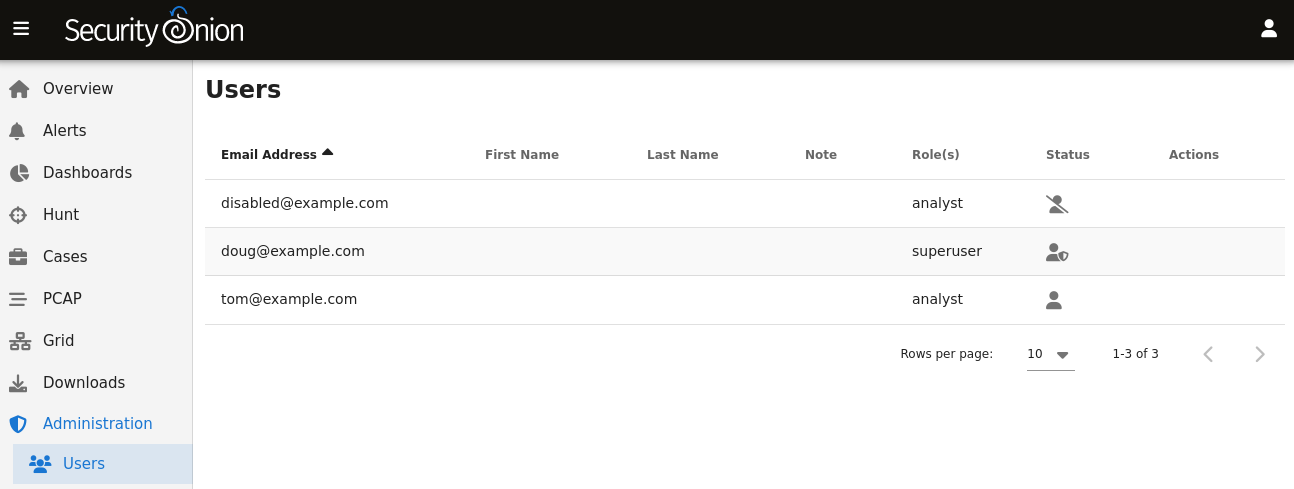 Security Onion
Overview
Alerts
Dashboards
Hunt
Cases
PCAP
Grid
Downloads
Administration
Users
Users
Email Address First Name Last Name Note Role(s) Status Actions
disabled@example.com analyst
doug@example.com superuser
tom@example.com analyst
Rows per page: 10 1-3 of 3